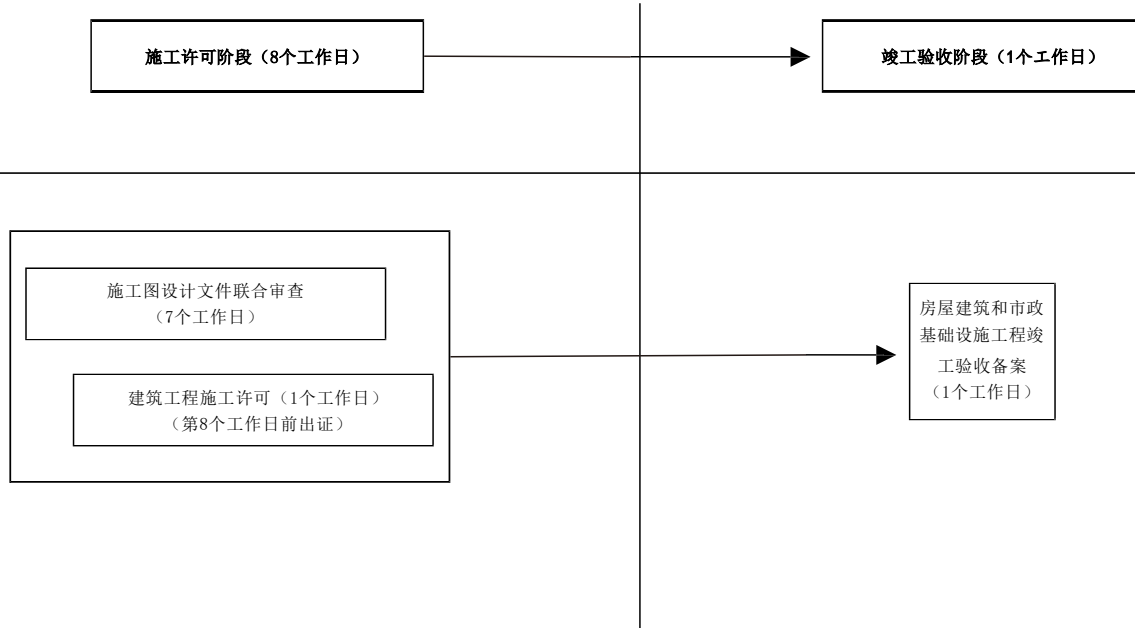 施工许可阶段（8个工作日）
竣工验收阶段（1个工作日）
施工图设计文件联合审查
（7个工作日）
建筑工程施工许可（1个工作日）
（第8个工作日前出证）
房屋建筑和市政
基础设施工程竣
工验收备案
（1个工作日）